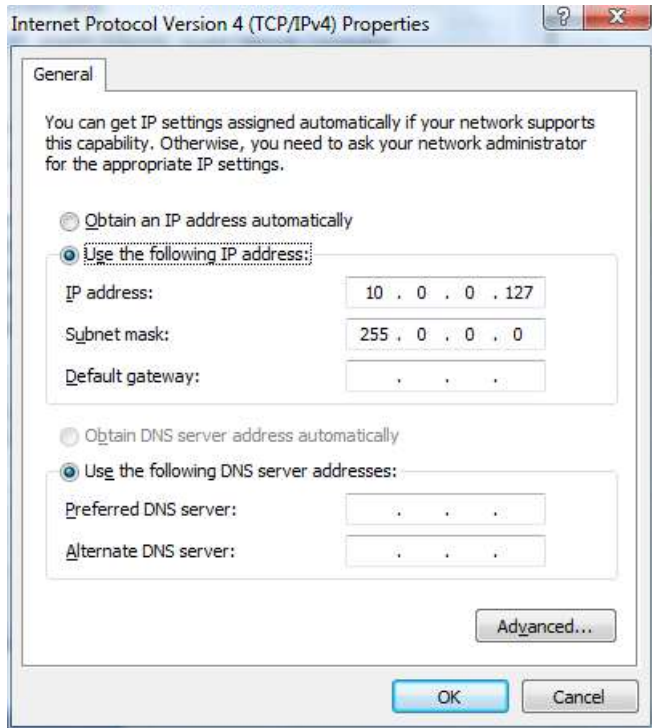 Internet Protocol Version 4 (TCP/IPv4) Properties
?
X
General
You can get IP settings assigned automatically if your network supports
this capability. Otherwise, you need to ask your network administrator
for the appropriate IP settings.
Obtain an IP address automatically
Use the following IP address:
IP address: 10 . 0 . 0 . 127
Subnet mask: 255 . 0 . 0 . 0
Default gateway: . . .
Obtain DNS server address automatically
Use the following DNS server addresses:
Preferred DNS server: . . .
Alternate DNS server: . . .
Advanced...
OK Cancel